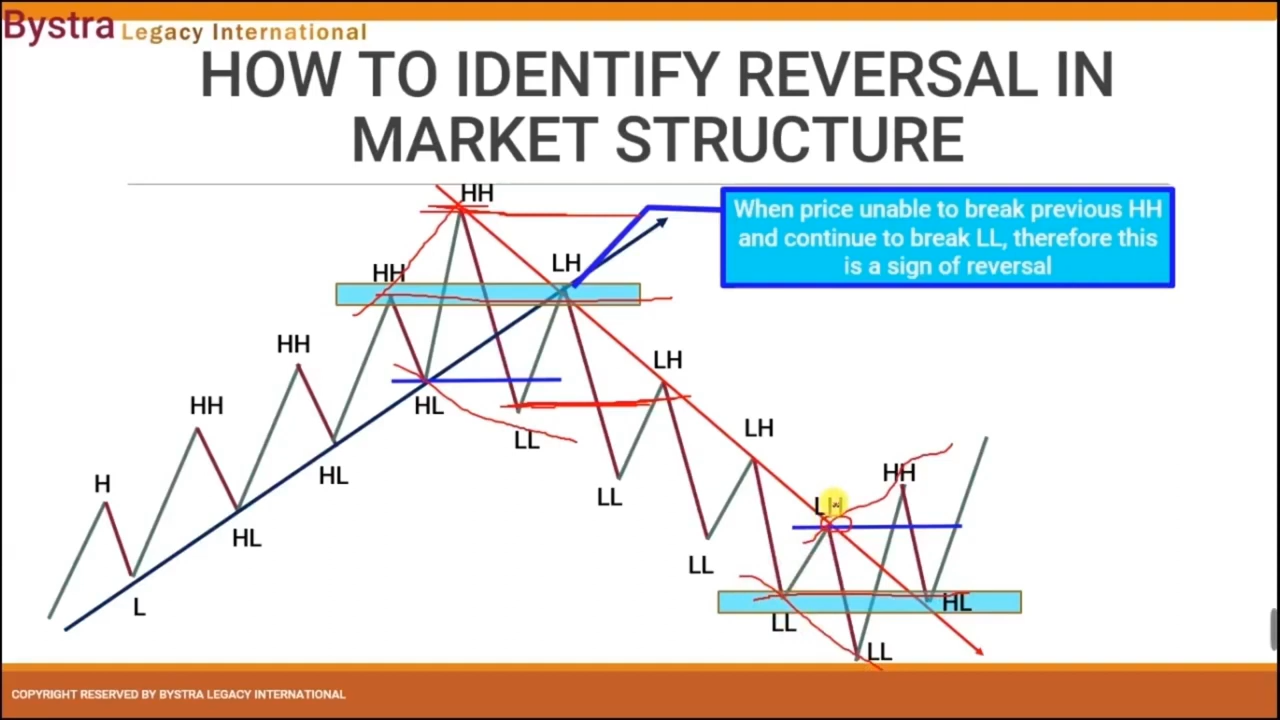 Bystra Legacy International
HOW TO IDENTIFY REVERSAL IN
MARKET STRUCTURE
HH
When price unable to break previous HH
and continue to break LL, therefore this
is a sign of reversal
HH
LH
HH
LH
HH
HL
LH
LL
HL
HH
H
LL
LH
HL
LL
L
HL
LL
LL
COPYRIGHT RESERVED BY BYSTRA LEGACY INTERNATIONAL